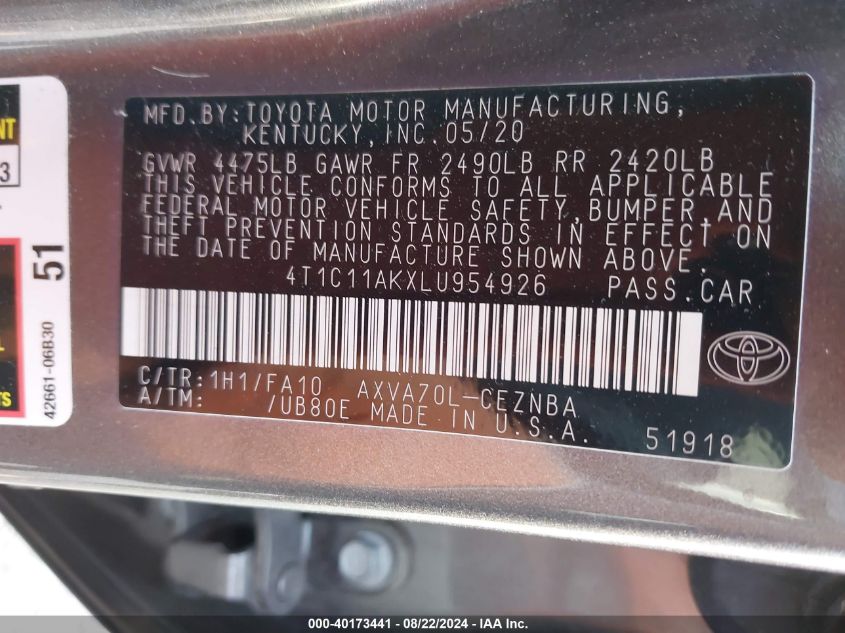 MFD.BY:TOYOTA MOTOR MANUFACTURING,
KENTUCKY,INC.05/20
GVWR 4475LB GAWR FR 2490LB RR 2420LB
THIS VEHICLE CONFORMS TO ALL APPLICABLE
FEDERAL MOTOR VEHICLE SAFETY,BUMPER,AND
THEFT PREVENTION STANDARDS IN EFFECT ON
THE DATE OF MANUFACTURE SHOWN ABOVE.
4T1C11AKXLU954926 PASS.CAR
C/TR:1H1/FA10 AXVA70L-CEZNBA
A/TM: /UB80E MADE IN U.S.A.
51918
51
42661-06B30
000-40173441 - 08/22/2024 - IAA Inc.